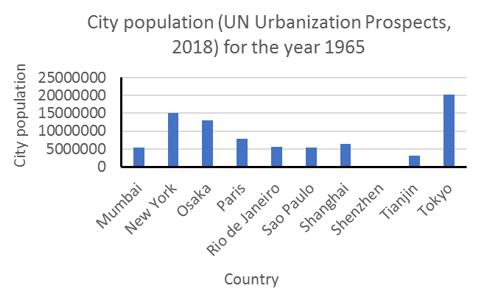 City population (UN Urbanization Prospects,
2018) for the year 1965
City population
25000000
20000000
15000000
10000000
5000000
0
Mumbai
New York
Osaka
Paris
Rio de Janeiro
Sao Paulo
Shanghai
Shenzhen
Tianjin
Tokyo
Country